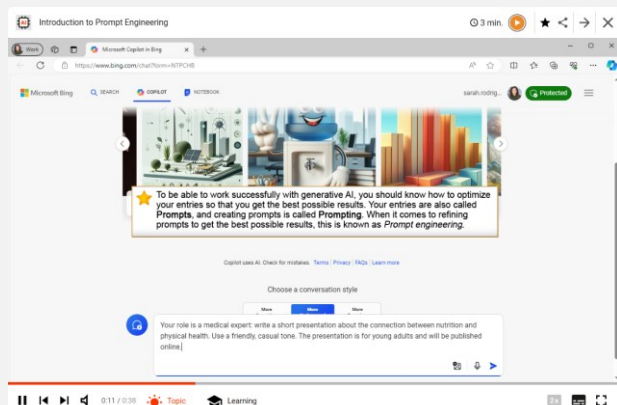 Introduction to Prompt Engineering
3 min.
Work
Microsoft Copilot in Bing
https://www.bing.com/chat?form=NTPCHB
Microsoft Bing
SEARCH
COPILOT
NOTEBOOK
sarah.rodrig...
Protected
To be able to work successfully with generative AI, you should know how to optimize
your entries so that you get the best possible results. Your entries are also called
Prompts, and creating prompts is called Prompting. When it comes to refining
prompts to get the best possible results, this is known as Prompt engineering.
Copilot uses AI. Check for mistakes. Terms | Privacy | FAQs | Learn more
Choose a conversation style
More More More
Your role is a medical expert: write a short presentation about the connection between nutrition and
physical health. Use a friendly, casual tone. The presentation is for young adults and will be published
online.
0:11 / 0:38
Topic
Learning
2x